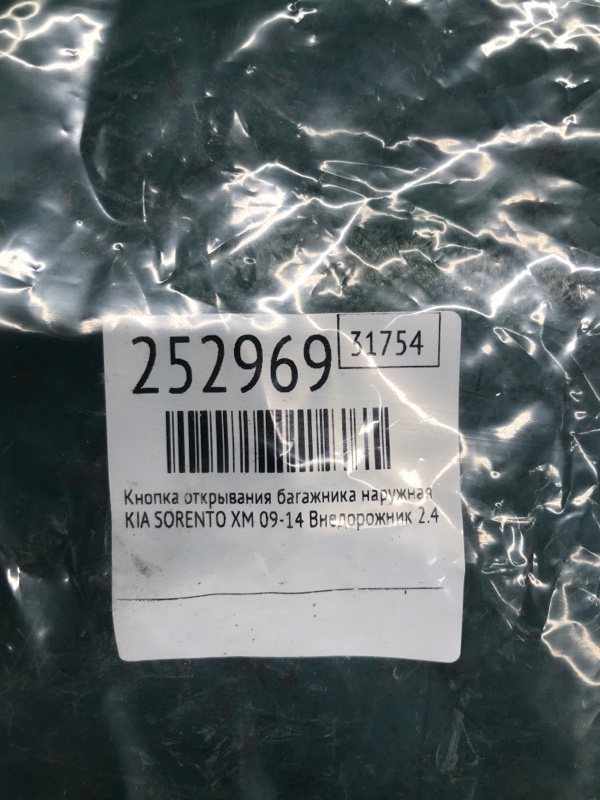 252969
31754
Кнопка открывания багажника наружная
KIA SORENTO XM 09-14 Внедорожник 2.4